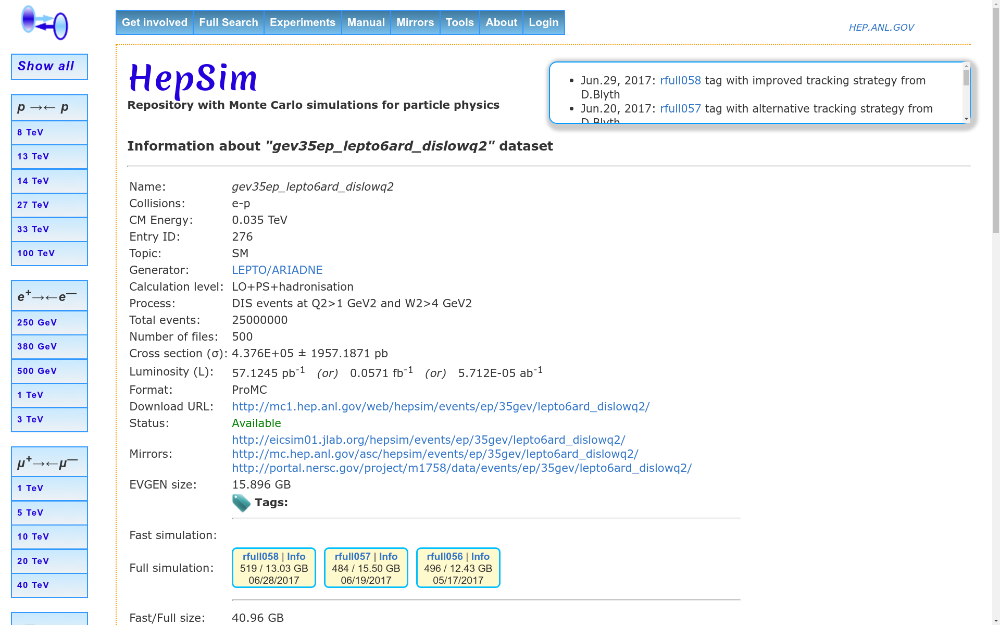 Get involved Full Search Experiments Manual Mirrors Tools About Login
HEP.ANL.GOV
Show all
p →← p
8 TeV
13 TeV
14 TeV
27 TeV
33 TeV
100 TeV
e+→←e—
250 GeV
380 GeV
500 GeV
1 TeV
3 TeV
μ+→←μ—
1 TeV
5 TeV
10 TeV
20 TeV
40 TeV
HepSim
Repository with Monte Carlo simulations for particle physics
• Jun.29, 2017: rfull058 tag with improved tracking strategy from
D.Blyth
• Jun.20, 2017: rfull057 tag with alternative tracking strategy from
D.Blyth
Information about "gev35ep_lepto6ard_dislowq2" dataset
Name: gev35ep_lepto6ard_dislowq2
Collisions: e-p
CM Energy: 0.035 TeV
Entry ID: 276
Topic: SM
Generator: LEPTO/ARIADNE
Calculation level: LO+PS+hadronisation
Process: DIS events at Q2>1 GeV2 and W2>4 GeV2
Total events: 25000000
Number of files: 500
Cross section (σ): 4.376E+05 ± 1957.1871 pb
Luminosity (L): 57.1245 pb-1 (or) 0.0571 fb-1 (or) 5.712E-05 ab-1
Format: ProMC
Download URL: http://mc1.hep.anl.gov/web/hepsim/events/ep/35gev/lepto6ard_dislowq2/
Status: Available
Mirrors: http://eicsim01.jlab.org/hepsim/events/ep/35gev/lepto6ard_dislowq2/
http://mc.hep.anl.gov/asc/hepsim/events/ep/35gev/lepto6ard_dislowq2/
http://portal.nersc.gov/project/m1758/data/events/ep/35gev/lepto6ard_dislowq2/
EVGEN size: 15.896 GB
Tags:
Fast simulation:
Full simulation:
rfull058 | Info
519 / 13.03 GB
06/28/2017
rfull057 | Info
484 / 15.50 GB
06/19/2017
rfull056 | Info
496 / 12.43 GB
05/17/2017
Fast/Full size: 40.96 GB